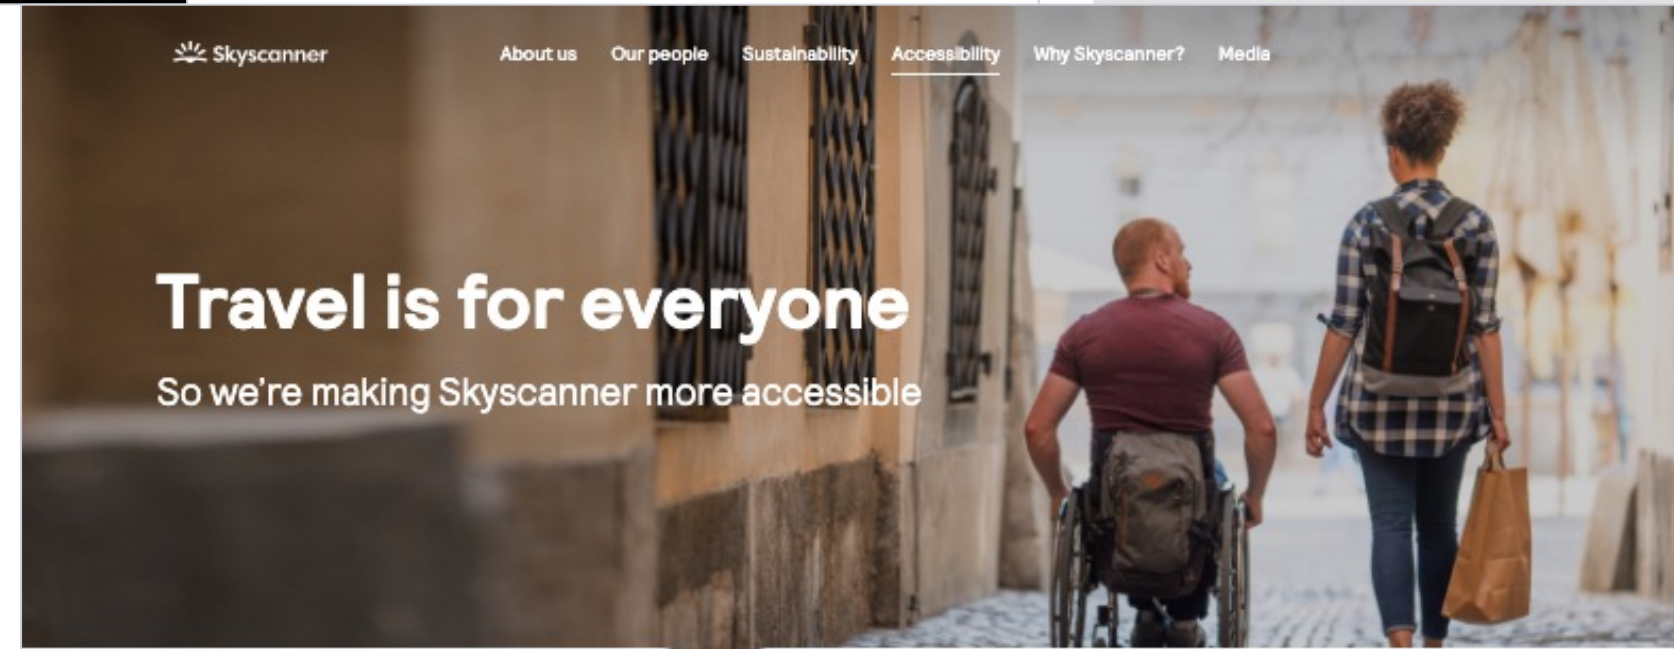 Skyscanner
About us Our people Sustainability Accessibility Why Skyscanner? Media
Travel is for everyone
So we're making Skyscanner more accessible